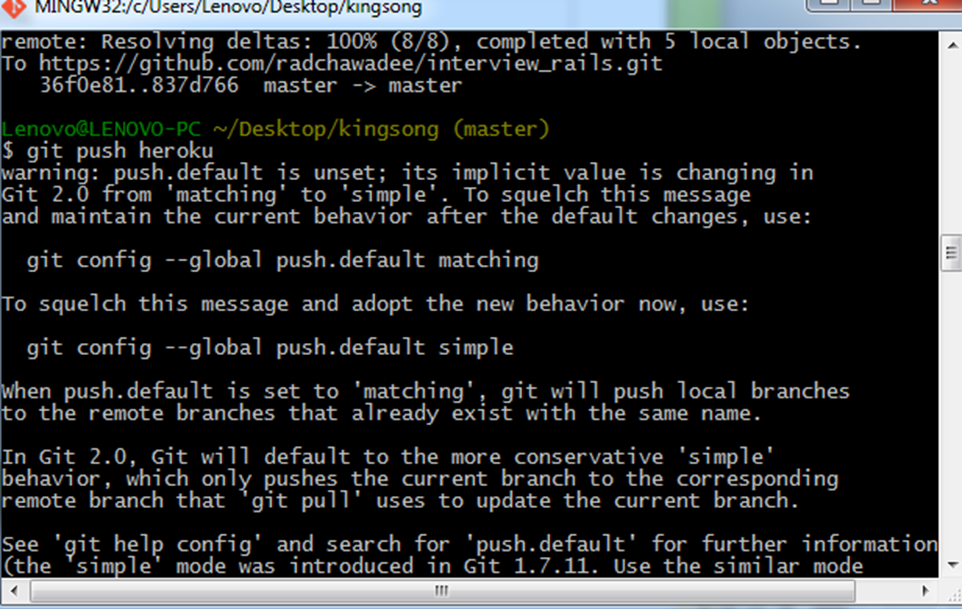 MINGW32:/c/Users/Lenovo/Desktop/kingsong
remote: Resolving deltas: 100% (8/8), completed with 5 local objects.
To https://github.com/radchawadee/interview_rails.git
   36f0e81..837d766  master -> master
Lenovo@LENOVO-PC ~/Desktop/kingsong (master)
$ git push heroku
warning: push.default is unset; its implicit value is changing in
Git 2.0 from 'matching' to 'simple'. To squelch this message
and maintain the current behavior after the default changes, use:
  git config --global push.default matching
To squelch this message and adopt the new behavior now, use:
  git config --global push.default simple
When push.default is set to 'matching', git will push local branches
to the remote branches that already exist with the same name.
In Git 2.0, Git will default to the more conservative 'simple'
behavior, which only pushes the current branch to the corresponding
remote branch that 'git pull' uses to update the current branch.
See 'git help config' and search for 'push.default' for further information
(the 'simple' mode was introduced in Git 1.7.11. Use the similar mode